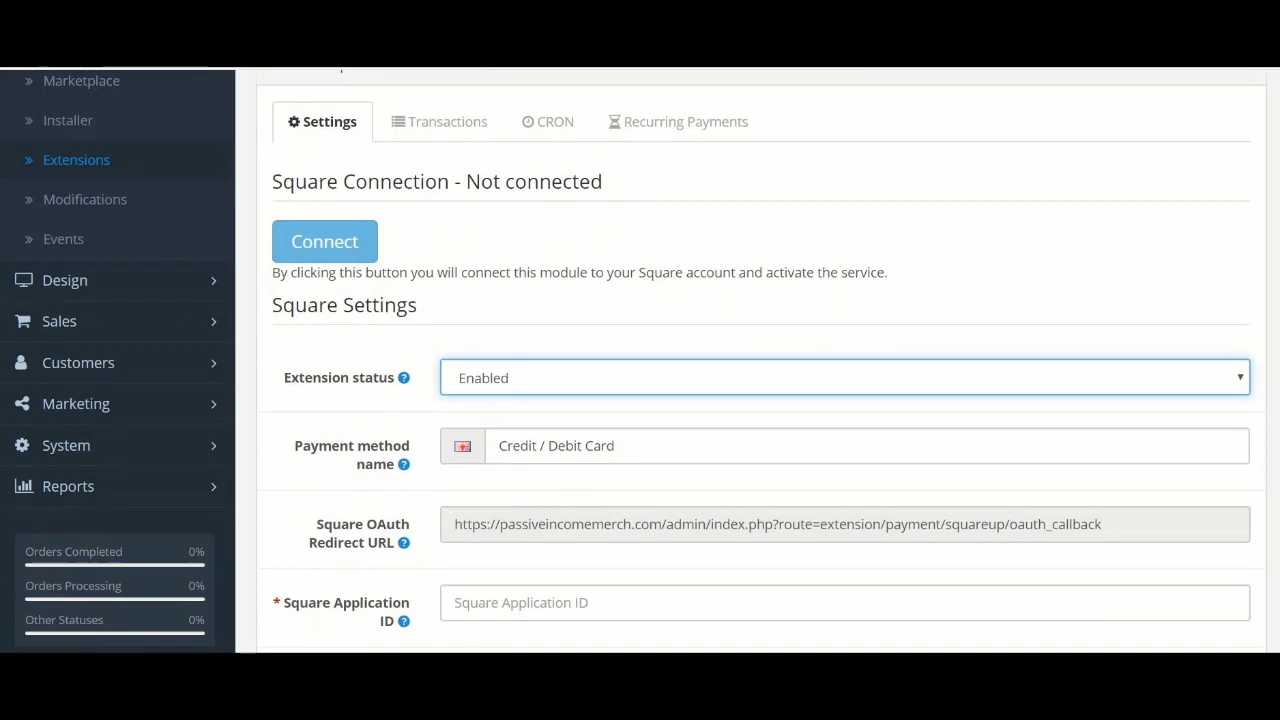 Marketplace
Installer
Extensions
Modifications
Events
Design
Sales
Customers
Marketing
System
Reports
Orders Completed 0%
Orders Processing 0%
Other Statuses 0%
Settings Transactions CRON Recurring Payments
Square Connection - Not connected
Connect
By clicking this button you will connect this module to your Square account and activate the service.
Square Settings
Extension status Enabled
Payment method
name
Credit / Debit Card
Square OAuth
Redirect URL
https://passiveincomemerch.com/admin/index.php?route=extension/payment/squareup/oauth_callback
* Square Application
ID
Square Application ID